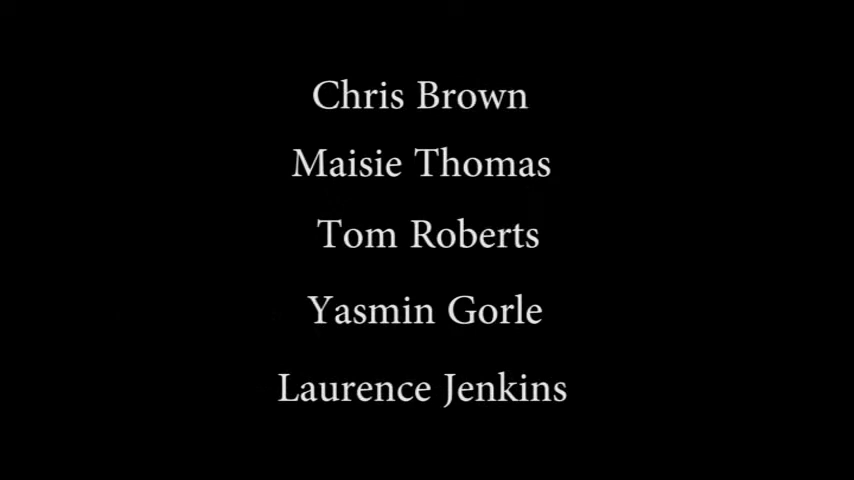 Chris Brown
Maisie Thomas
Tom Roberts
Yasmin Gorle
Laurence Jenkins